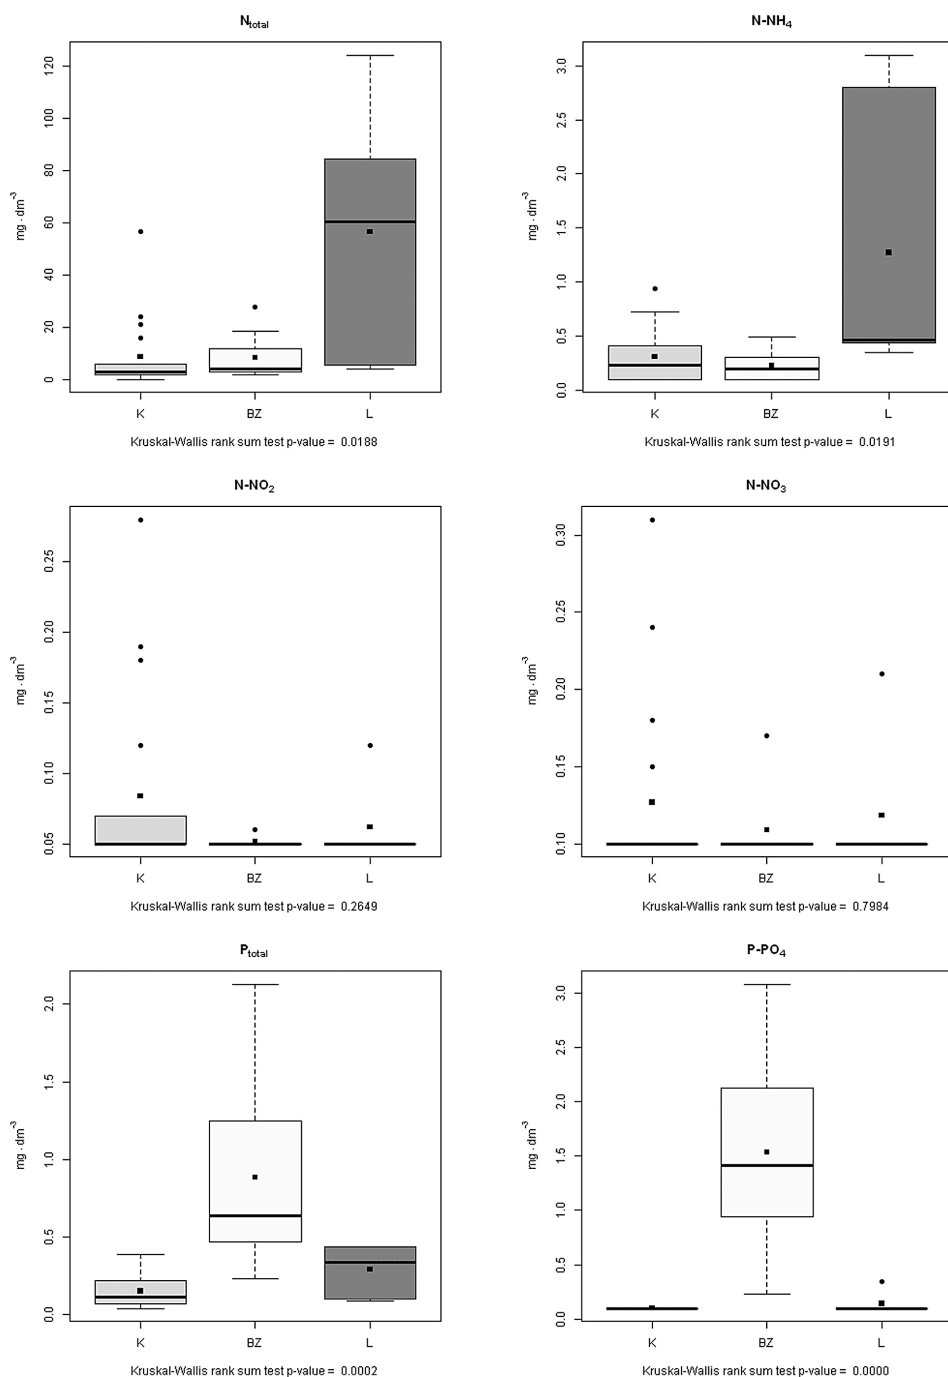 N total
mg · dm⁻³
0 20 40 60 80 100 120
K BZ L
Kruskal-Wallis rank sum test p-value = 0.0188
N-NH₄
mg · dm⁻³
0.0 0.5 1.0 1.5 2.0 2.5 3.0
K BZ L
Kruskal-Wallis rank sum test p-value = 0.0191
N-NO₂
mg · dm⁻³
0.05 0.10 0.15 0.20 0.25
K BZ L
Kruskal-Wallis rank sum test p-value = 0.2649
N-NO₃
mg · dm⁻³
0.10 0.15 0.20 0.25 0.30
K BZ L
Kruskal-Wallis rank sum test p-value = 0.7984
P total
mg · dm⁻³
0.0 0.5 1.0 1.5 2.0
K BZ L
Kruskal-Wallis rank sum test p-value = 0.0002
P-PO₄
mg · dm⁻³
0.0 0.5 1.0 1.5 2.0 2.5 3.0
K BZ L
Kruskal-Wallis rank sum test p-value = 0.0000